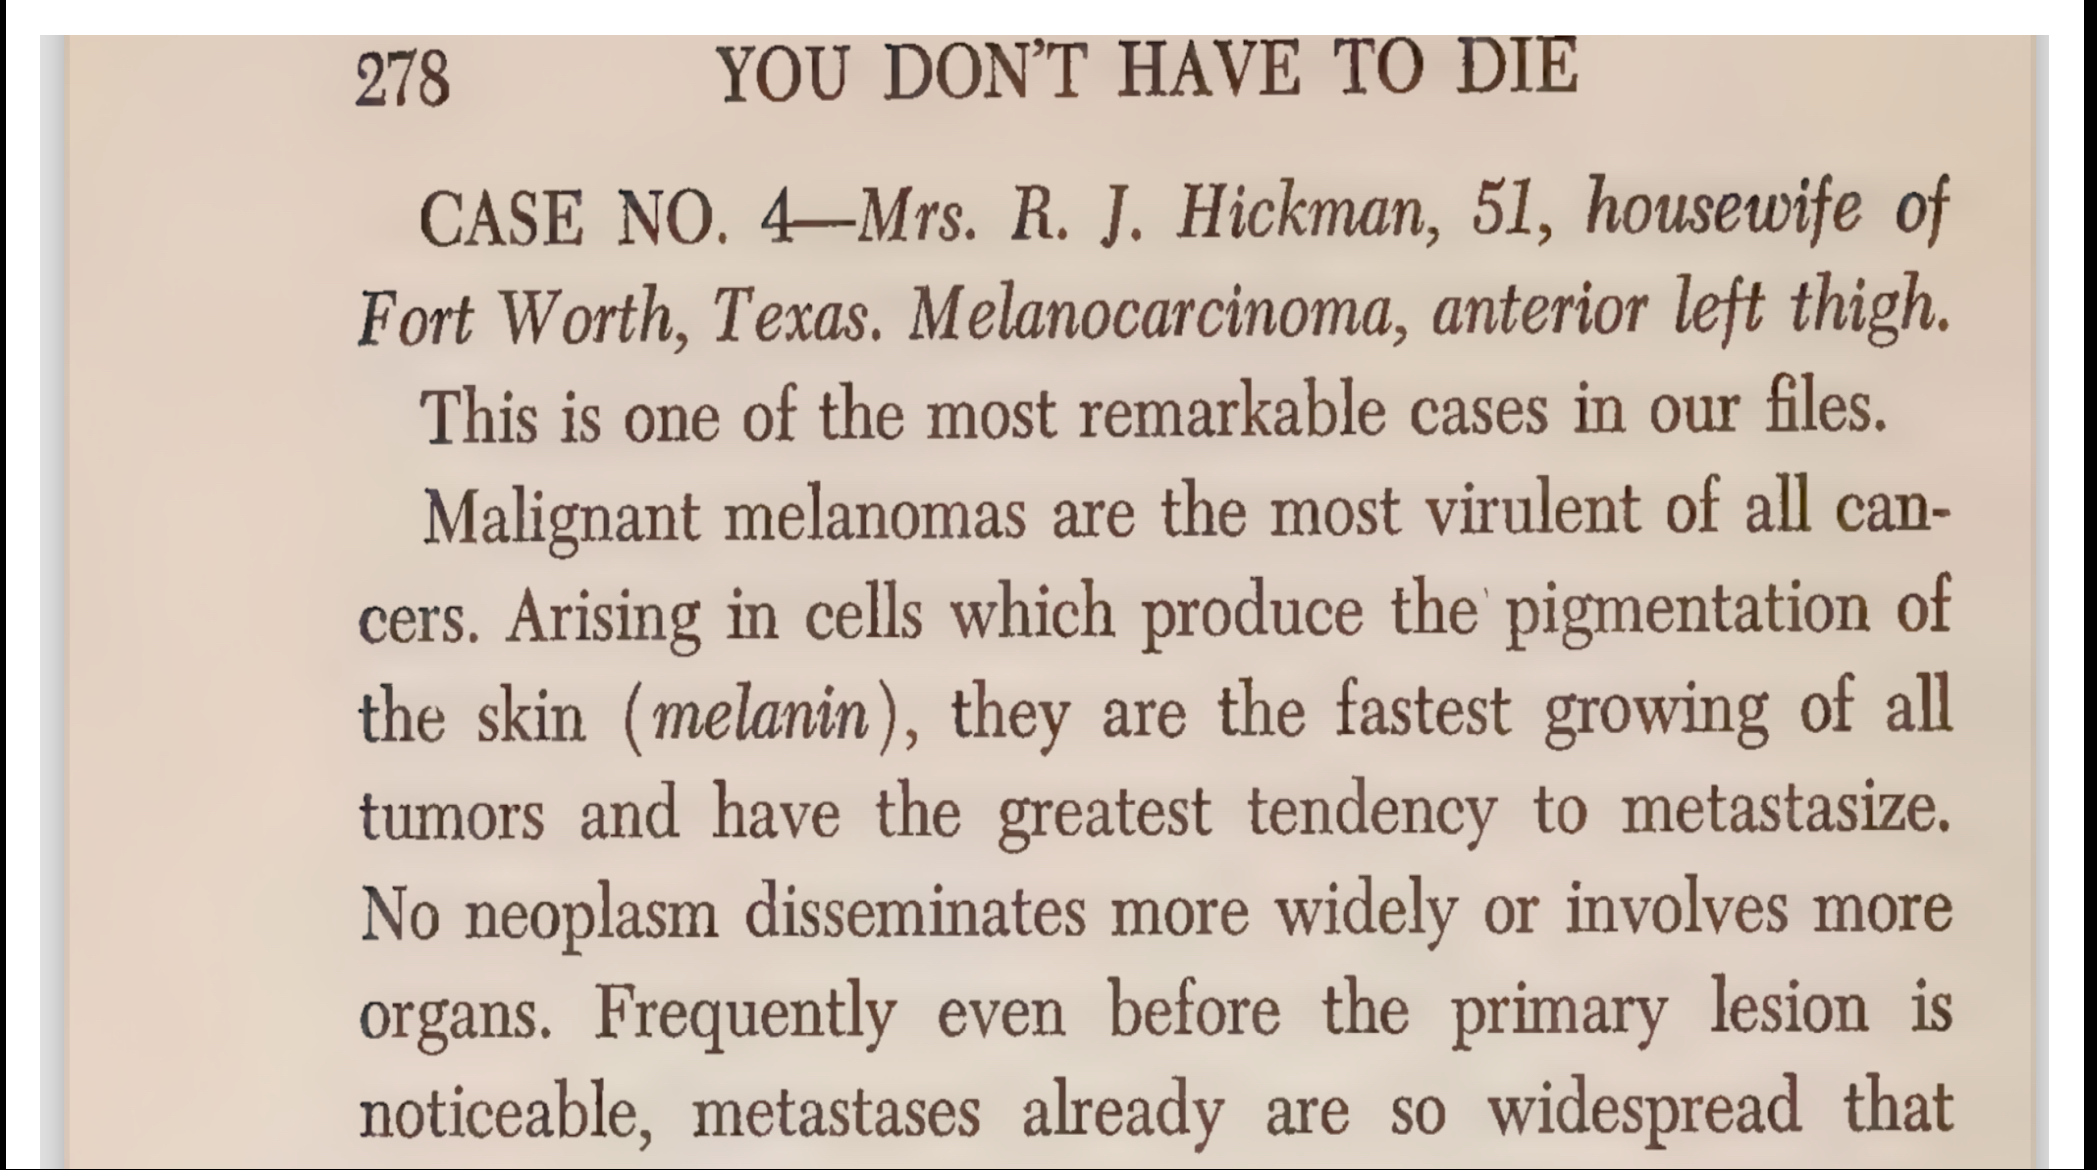 278 YOU DON'T HAVE TO DIE
CASE NO. 4—Mrs. R. J. Hickman, 51, housewife of
Fort Worth, Texas. Melanocarcinoma, anterior left thigh.
This is one of the most remarkable cases in our files.
Malignant melanomas are the most virulent of all can-
cers. Arising in cells which produce the pigmentation of
the skin (melanin), they are the fastest growing of all
tumors and have the greatest tendency to metastasize.
No neoplasm disseminates more widely or involves more
organs. Frequently even before the primary lesion is
noticeable, metastases already are so widespread that